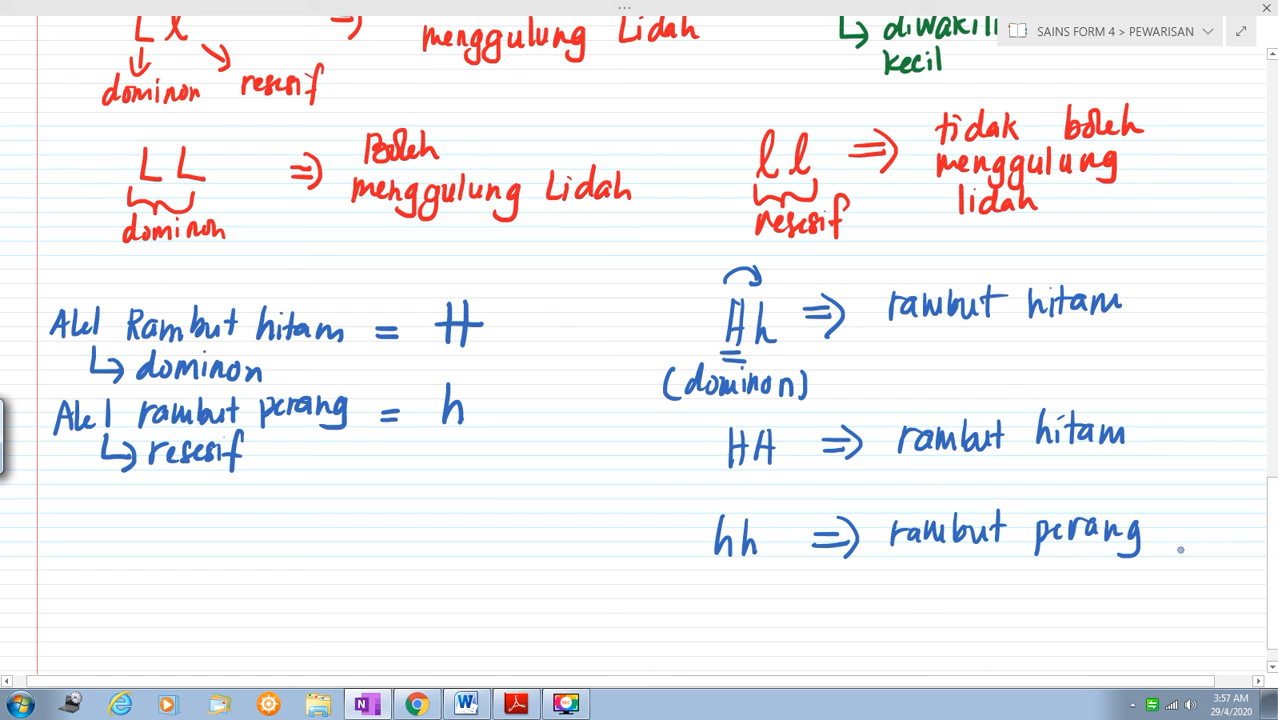 SAINS FORM 4 > PEWARISAN
L l ⇒ menggulung Lidah
dominan resesif
↳ diwakili
kecil
LL ⇒ Boleh
menggulung Lidah
dominan
ll ⇒ tidak boleh
menggulung
lidah
resesif
Alel Rambut hitam = H
↳ dominan
Alel rambut perang = h
↳ resesif
Hh ⇒ rambut hitam
(dominan)
HH ⇒ rambut hitam
hh ⇒ rambut perang
3:57 AM
29/4/2020